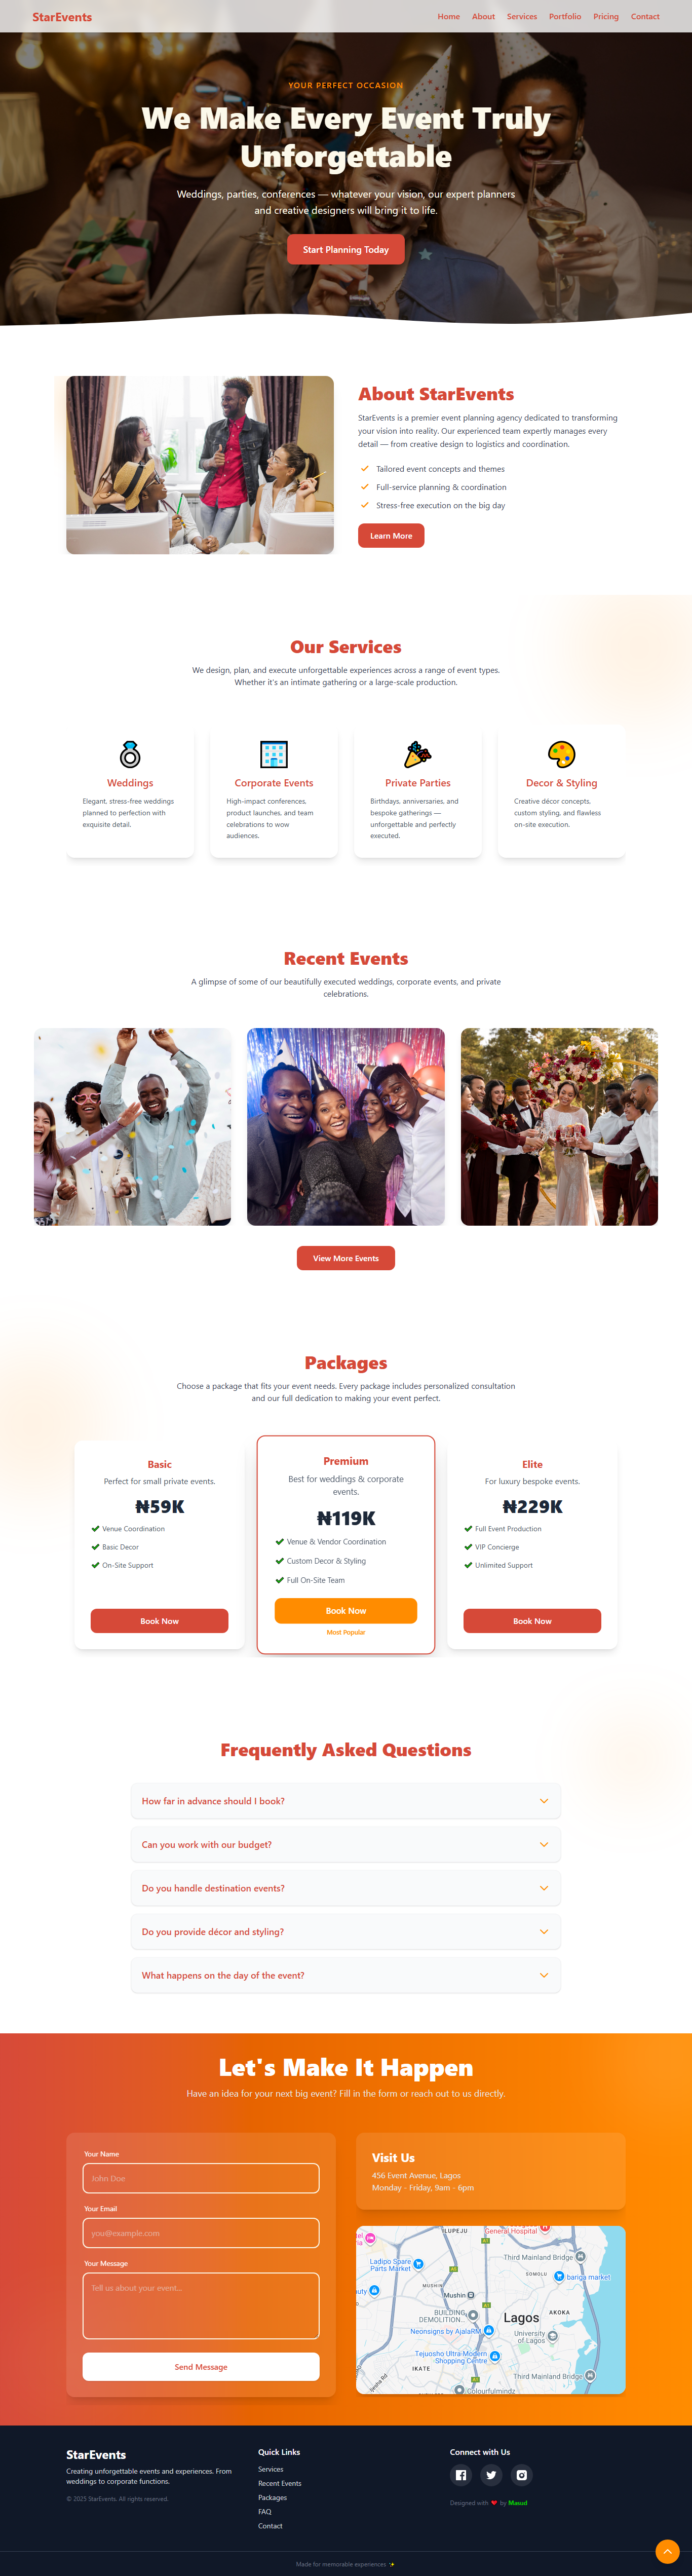 StarEvents
Home About Services Portfolio Pricing Contact
YOUR PERFECT OCCASION
We Make Every Event Truly
Unforgettable
Weddings, parties, conferences — whatever your vision, our expert planners
and creative designers will bring it to life.
Start Planning Today
About StarEvents
StarEvents is a premier event planning agency dedicated to transforming
your vision into reality. Our experienced team expertly manages every
detail — from creative design to logistics and coordination.
Tailored event concepts and themes
Full-service planning & coordination
Stress-free execution on the big day
Learn More
Our Services
We design, plan, and execute unforgettable experiences across a range of event types.
Whether it's an intimate gathering or a large-scale production.
Weddings
Elegant, stress-free weddings
planned to perfection with
exquisite detail.
Corporate Events
High-impact conferences,
product launches, and team
celebrations to wow
audiences.
Private Parties
Birthdays, anniversaries, and
bespoke gatherings —
unforgettable and perfectly
executed.
Decor & Styling
Creative décor concepts,
custom styling, and flawless
on-site execution.
Recent Events
A glimpse of some of our beautifully executed weddings, corporate events, and private
celebrations.
View More Events
Packages
Choose a package that fits your event needs. Every package includes personalized consultation
and our full dedication to making your event perfect.
Basic
Perfect for small private events.
₦59K
Venue Coordination
Basic Decor
On-Site Support
Book Now
Premium
Best for weddings & corporate
events.
₦119K
Venue & Vendor Coordination
Custom Decor & Styling
Full On-Site Team
Book Now
Most Popular
Elite
For luxury bespoke events.
₦229K
Full Event Production
VIP Concierge
Unlimited Support
Book Now
Frequently Asked Questions
How far in advance should I book?
Can you work with our budget?
Do you handle destination events?
Do you provide décor and styling?
What happens on the day of the event?
Let's Make It Happen
Have an idea for your next big event? Fill in the form or reach out to us directly.
Your Name
John Doe
Your Email
you@example.com
Your Message
Tell us about your event...
Send Message
Visit Us
456 Event Avenue, Lagos
Monday - Friday, 9am - 6pm
ILUPEJU
General Hospital
Third Mainland Bridge
Ladipo Spare
Parts Market
SOMOLU
bariga market
MUSHIN
Mushin
BUILDING
DEMOLITION...
AKOKA
Lagos
Neonsigns by AjalaRM
University
of Lagos
Tejuosho Ultra-Modern
Shopping Centre
IKATE
Third Mainland Bridge
Colourfulmindz
StarEvents
Creating unforgettable events and experiences. From
weddings to corporate functions.
© 2025 StarEvents. All rights reserved.
Quick Links
Services
Recent Events
Packages
FAQ
Contact
Connect with Us
Designed with ❤️ by Masud
Made for memorable experiences ✨